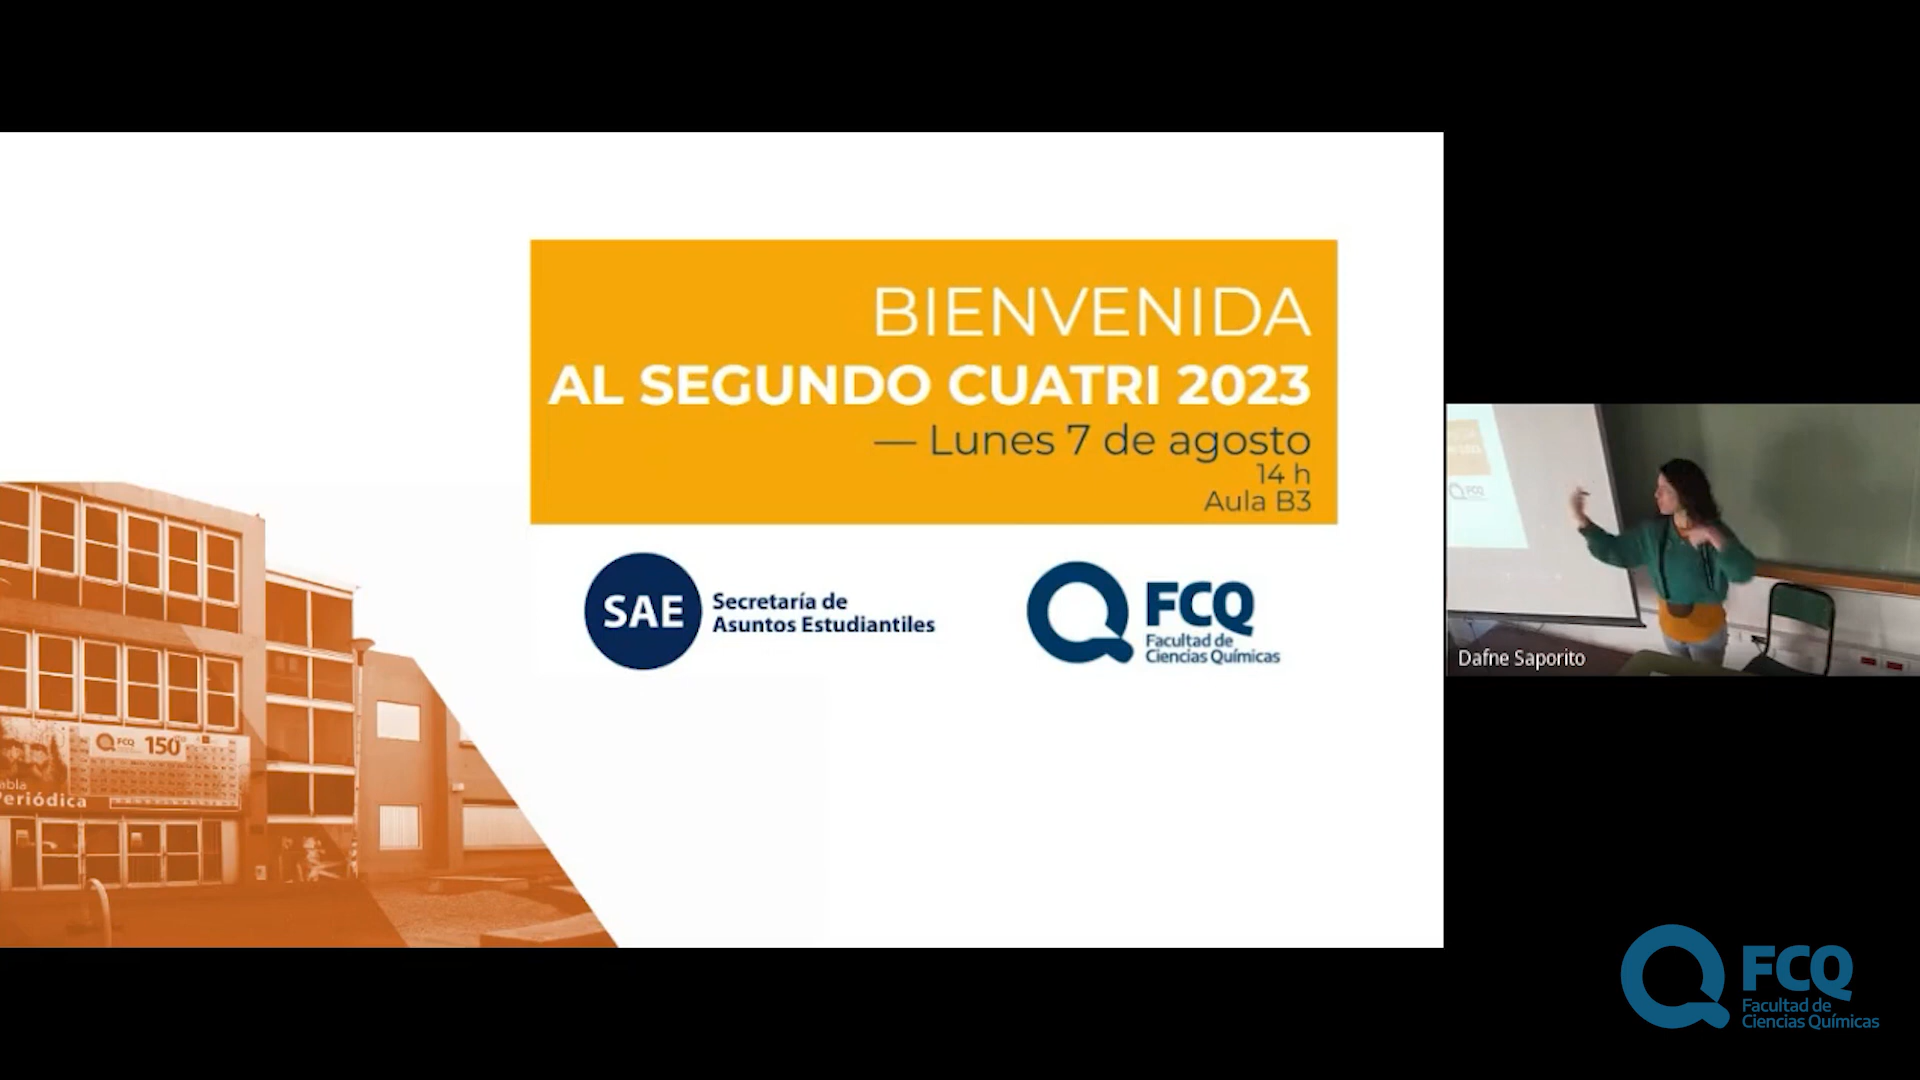 BIENVENIDA
AL SEGUNDO CUATRI 2023
— Lunes 7 de agosto
14 h
Aula B3
SAE
Secretaría de
Asuntos Estudiantiles
FCQ
Facultad de
Ciencias Químicas
FCQ
150
Periódica
Dafne Saporito
FCQ
Facultad de
Ciencias Químicas